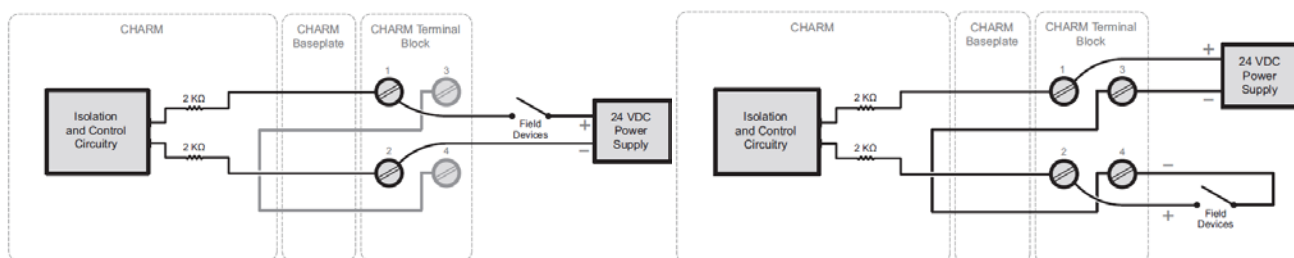 CHARM
CHARM
Baseplate
CHARM Terminal
Block
1
3
2 KΩ
Isolation
and Control
Circuitry
2 KΩ
Field
Devices
+
−
24 VDC
Power
Supply
2
4
CHARM
CHARM
Baseplate
CHARM Terminal
Block
+
−
24 VDC
Power
Supply
1
3
2 KΩ
Isolation
and Control
Circuitry
2 KΩ
2
4
−
+
Field
Devices